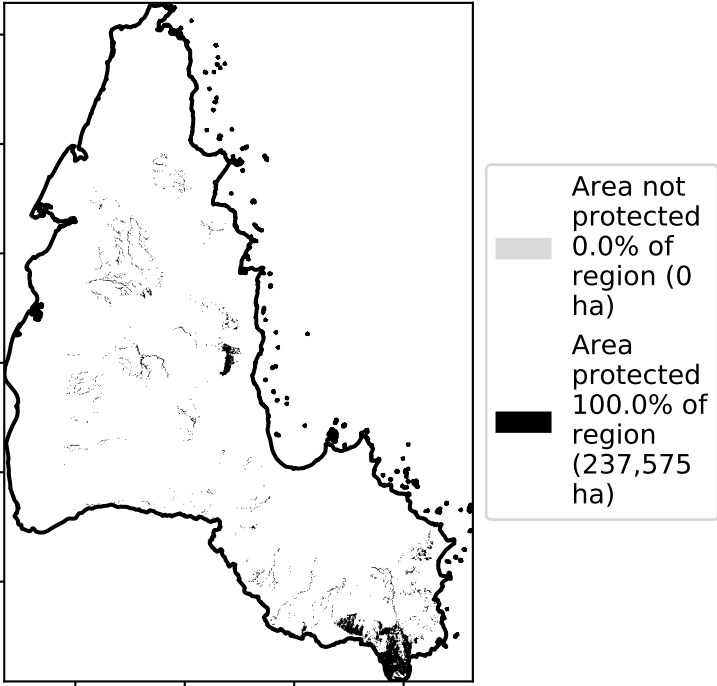 Area not
protected
0.0% of
region (0
ha)
Area
protected
100.0% of
region
(237,575
ha)